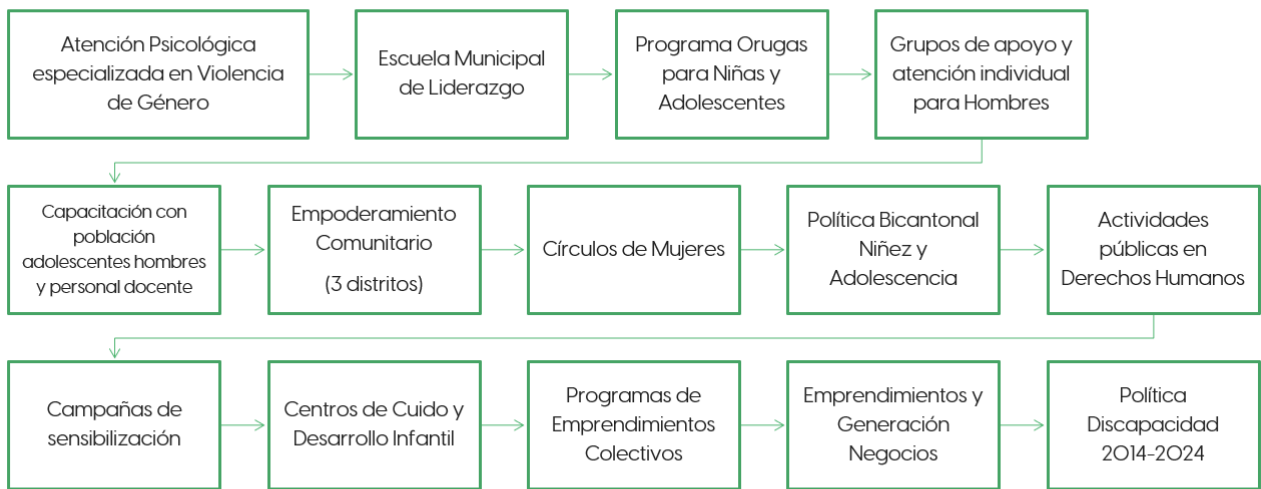 Atención Psicológica
especializada en Violencia
de Género
Escuela Municipal
de Liderazgo
Programa Orugas
para Niñas y
Adolescentes
Grupos de apoyo y
atención individual
para Hombres
Capacitación con
población
adolescentes hombres
y personal docente
Empoderamiento
Comunitario
(3 distritos)
Círculos de Mujeres
Política Bicantonal
Niñez y
Adolescencia
Actividades
públicas en
Derechos Humanos
Campañas de
sensibilización
Centros de Cuido y
Desarrollo Infantil
Programas de
Emprendimientos
Colectivos
Emprendimientos y
Generación
Negocios
Política
Discapacidad
2014-2024